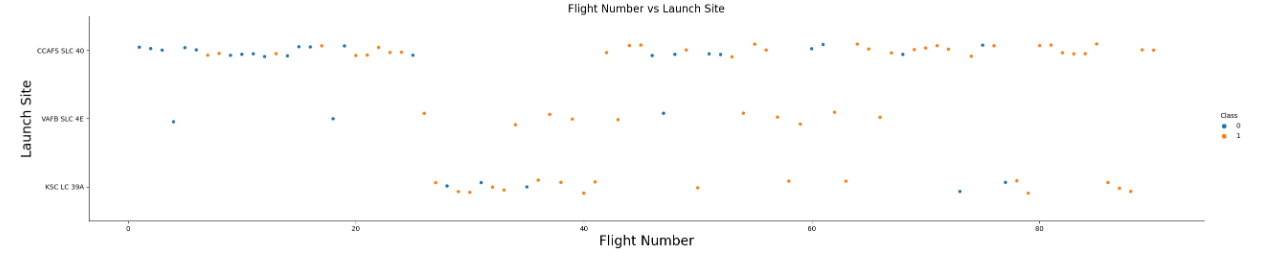 Flight Number vs Launch Site
Launch Site
CCAFS SLC 40
VAFB SLC 4E
KSC LC 39A
0 20 40 60 80
Flight Number
Class
0
1